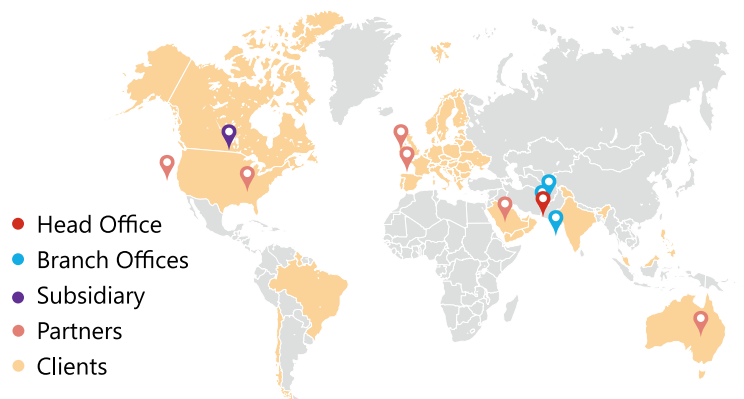 Head Office
Branch Offices
Subsidiary
Partners
Clients